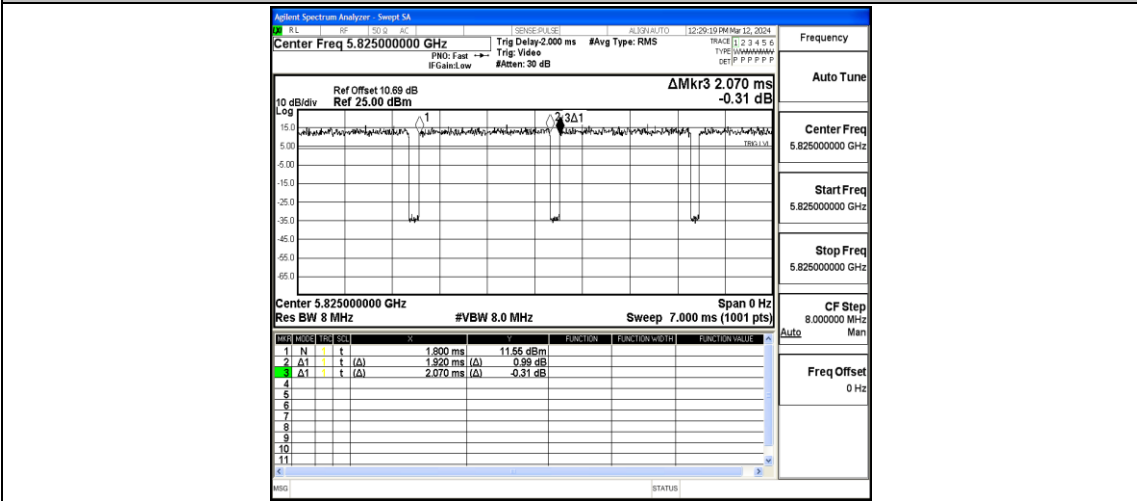 Agilent Spectrum Analyzer - Swept SA
RL RF 50 Ω AC SENSE:PULSE ALIGN AUTO 12:29:19 PM Mar 12, 2024
Center Freq 5.825000000 GHz
PNO: Fast
IFGain:Low
Trig Delay-2.000 ms
Trig: Video
#Atten: 30 dB
#Avg Type: RMS
TRACE 1 2 3 4 5 6
TYPE
DET P P P P P P
Frequency
Auto Tune
Center Freq
5.825000000 GHz
Start Freq
5.825000000 GHz
Stop Freq
5.825000000 GHz
CF Step
8.000000 MHz
Auto Man
Freq Offset
0 Hz
ΔMkr3 2.070 ms
-0.31 dB
Ref Offset 10.69 dB
10 dB/div Ref 25.00 dBm
Log
1
2 3Δ1
TRIG LVL
15.0
5.00
-5.00
-15.0
-25.0
-35.0
-45.0
-55.0
-65.0
Center 5.825000000 GHz Span 0 Hz
Res BW 8 MHz #VBW 8.0 MHz Sweep 7.000 ms (1001 pts)
MKR MODE TRC SCL X Y FUNCTION FUNCTION WIDTH FUNCTION VALUE
1 N 1 t 1.800 ms 11.55 dBm
2 Δ1 1 t (Δ) 1.920 ms (Δ) 0.99 dB
3 Δ1 1 t (Δ) 2.070 ms (Δ) -0.31 dB
4
5
6
7
8
9
10
11
MSG STATUS